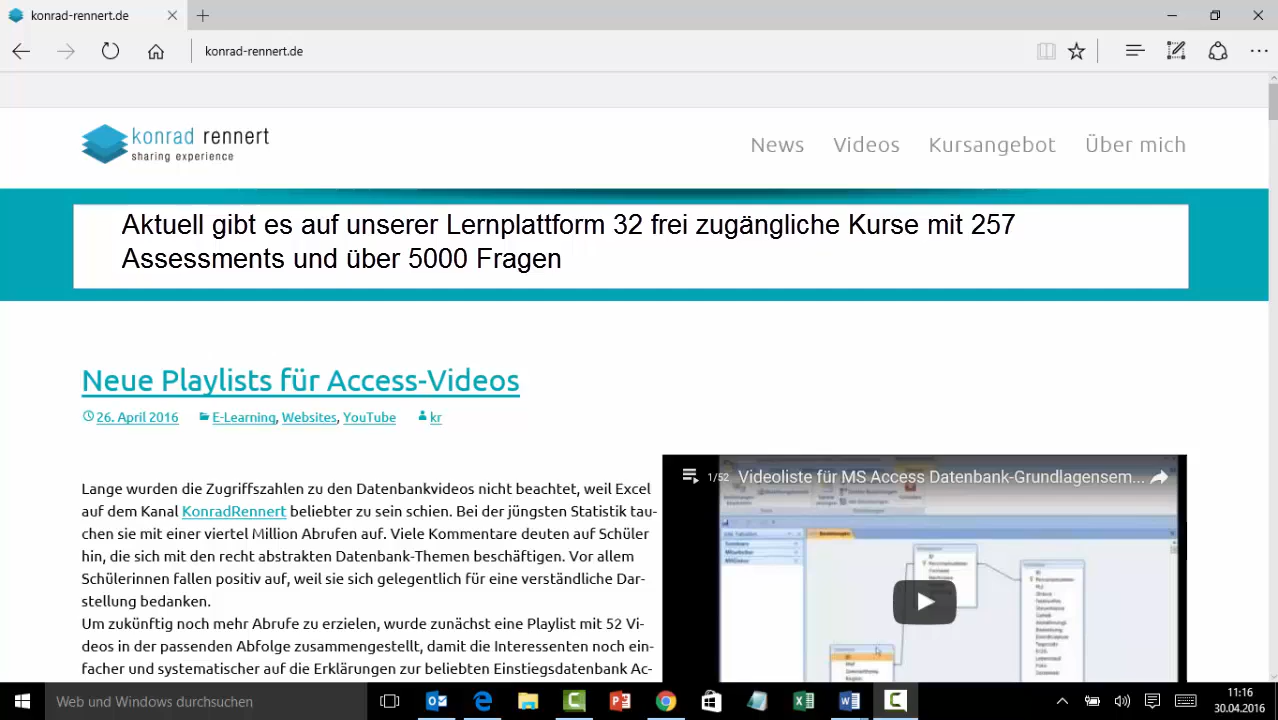 konrad-rennert.de
konrad-rennert.de
konrad rennert
sharing experience
News Videos Kursangebot Über mich
Aktuell gibt es auf unserer Lernplattform 32 frei zugängliche Kurse mit 257
Assessments und über 5000 Fragen
Neue Playlists für Access-Videos
26. April 2016 E-Learning, Websites, YouTube kr
Lange wurden die Zugriffszahlen zu den Datenbankvideos nicht beachtet, weil Excel
auf dem Kanal KonradRennert beliebter zu sein schien. Bei der jüngsten Statistik tau-
chen sie mit einer viertel Million Abrufen auf. Viele Kommentare deuten auf Schüler
hin, die sich mit den recht abstrakten Datenbank-Themen beschäftigen. Vor allem
Schülerinnen fallen positiv auf, weil sie sich gelegentlich für eine verständliche Dar-
stellung bedanken.
Um zukünftig noch mehr Abrufe zu erzielen, wurde zunächst eine Playlist mit 52 Vi-
deos in der passenden Abfolge zusammengestellt, damit die Interessenten noch ein-
facher und systematischer auf die Erklärungen zur beliebten Einstiegsdatenbank Ac-
1/52 Videoliste für MS Access Datenbank-Grundlagensem...
Web und Windows durchsuchen
11:16
30.04.2016